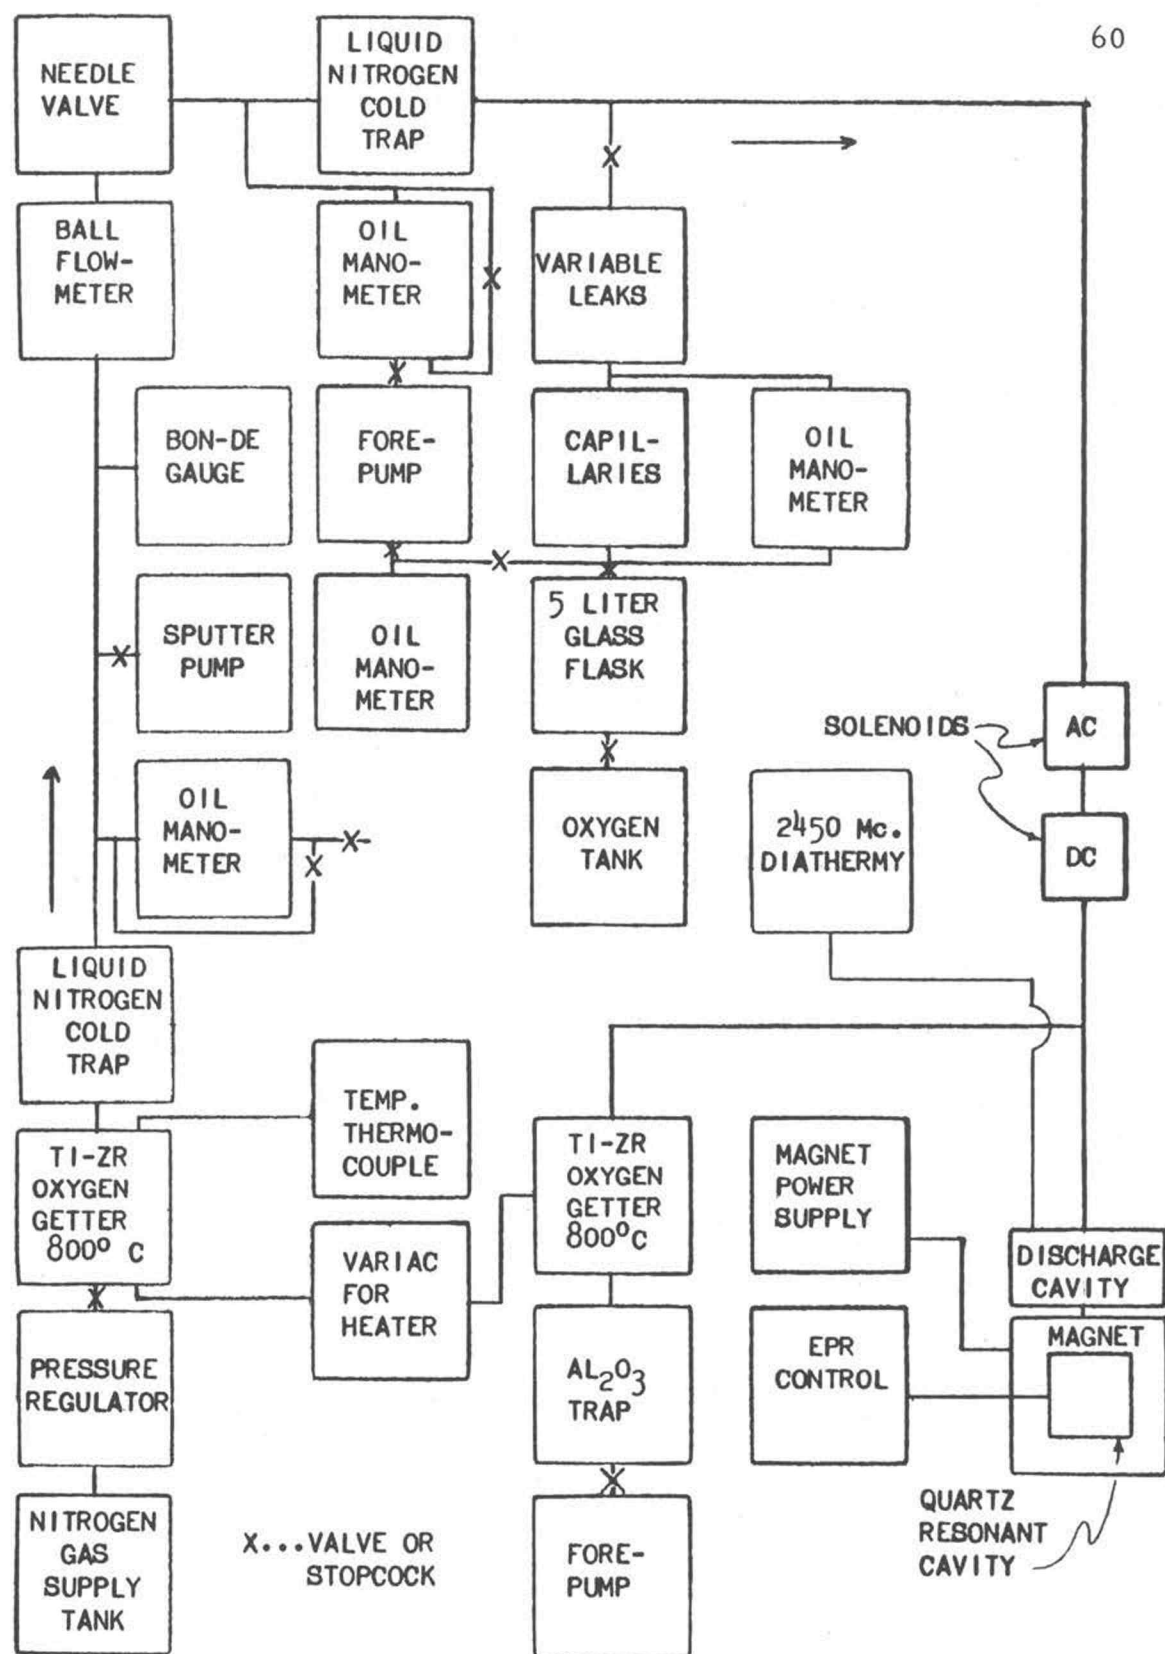 60
NEEDLE
VALVE
LIQUID
NITROGEN
COLD
TRAP
BALL
FLOW-
METER
OIL
MANO-
METER
VARIABLE
LEAKS
BON-DE
GAUGE
FORE-
PUMP
CAPIL-
LARIES
OIL
MANO-
METER
SPUTTER
PUMP
OIL
MANO-
METER
5 LITER
GLASS
FLASK
SOLENOIDS
AC
OIL
MANO-
METER
OXYGEN
TANK
2450 Mc.
DIATHERMY
DC
LIQUID
NITROGEN
COLD
TRAP
TEMP.
THERMO-
COUPLE
TI-ZR
OXYGEN
GETTER
800° C
TI-ZR
OXYGEN
GETTER
800°C
MAGNET
POWER
SUPPLY
VARIAC
FOR
HEATER
DISCHARGE
CAVITY
PRESSURE
REGULATOR
AL2O3
TRAP
EPR
CONTROL
MAGNET
QUARTZ
RESONANT
CAVITY
NITROGEN
GAS
SUPPLY
TANK
X...VALVE OR
STOPCOCK
FORE-
PUMP
X
X
X
X
X
X
X
X
X
X
X
X